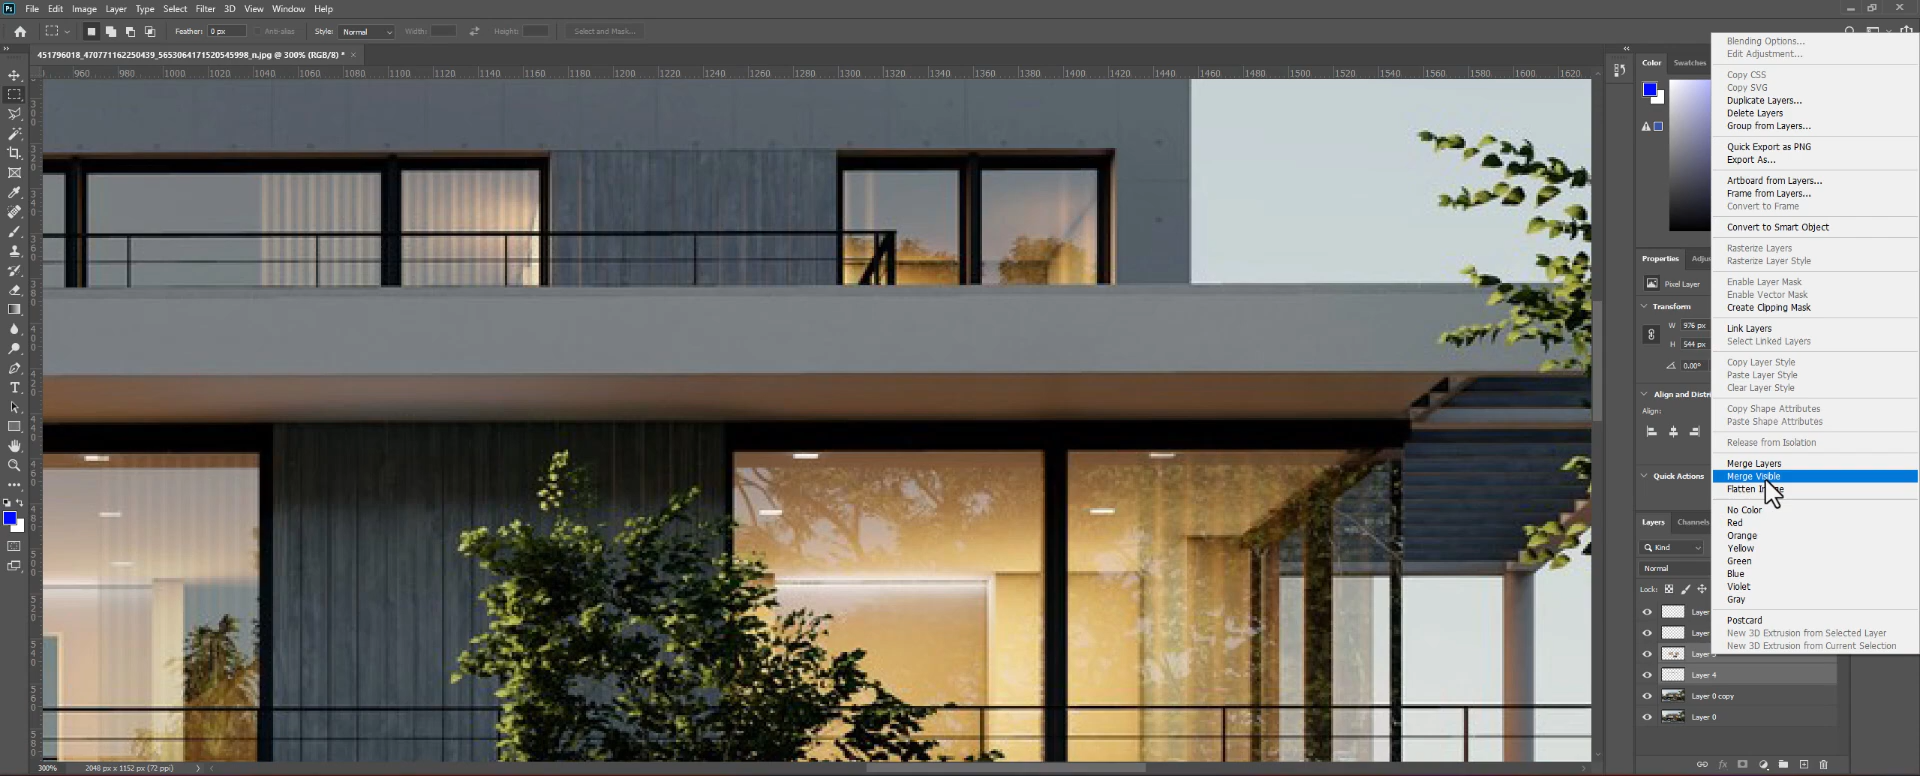 Ps File Edit Image Layer Type Select Filter 3D View Window Help
Feather: 0 px Anti-alias Style: Normal Width: Height: Select and Mask...
451796018_470771162250439_5653064171520545998_n.jpg @ 300% (RGB/8) *
960 980 1000 1020 1040 1060 1080 1100 1120 1140 1160 1180 1200 1220 1240 1260 1280 1300 1320 1340 1360 1380 1400 1420 1440 1460 1480 1500 1520 1540 1560 1580 1600 1620
Color Swatches
Properties Adjus
Pixel Layer
Transform
W 976 px
H 544 px
0.00°
Align and Distri
Align:
Quick Actions
Layers Channels
Kind
Normal
Lock:
Layer
Layer
Layer
Layer 4
Layer 0 copy
Layer 0
Blending Options...
Edit Adjustment...
Copy CSS
Copy SVG
Duplicate Layers...
Delete Layers
Group from Layers...
Quick Export as PNG
Export As...
Artboard from Layers...
Frame from Layers...
Convert to Frame
Convert to Smart Object
Rasterize Layers
Rasterize Layer Style
Enable Layer Mask
Enable Vector Mask
Create Clipping Mask
Link Layers
Select Linked Layers
Copy Layer Style
Paste Layer Style
Clear Layer Style
Copy Shape Attributes
Paste Shape Attributes
Release from Isolation
Merge Layers
Merge Visible
Flatten
No Color
Red
Orange
Yellow
Green
Blue
Violet
Gray
Postcard
New 3D Extrusion from Selected Layer
New 3D Extrusion from Current Selection
300% 2048 px x 1152 px (72 ppi)